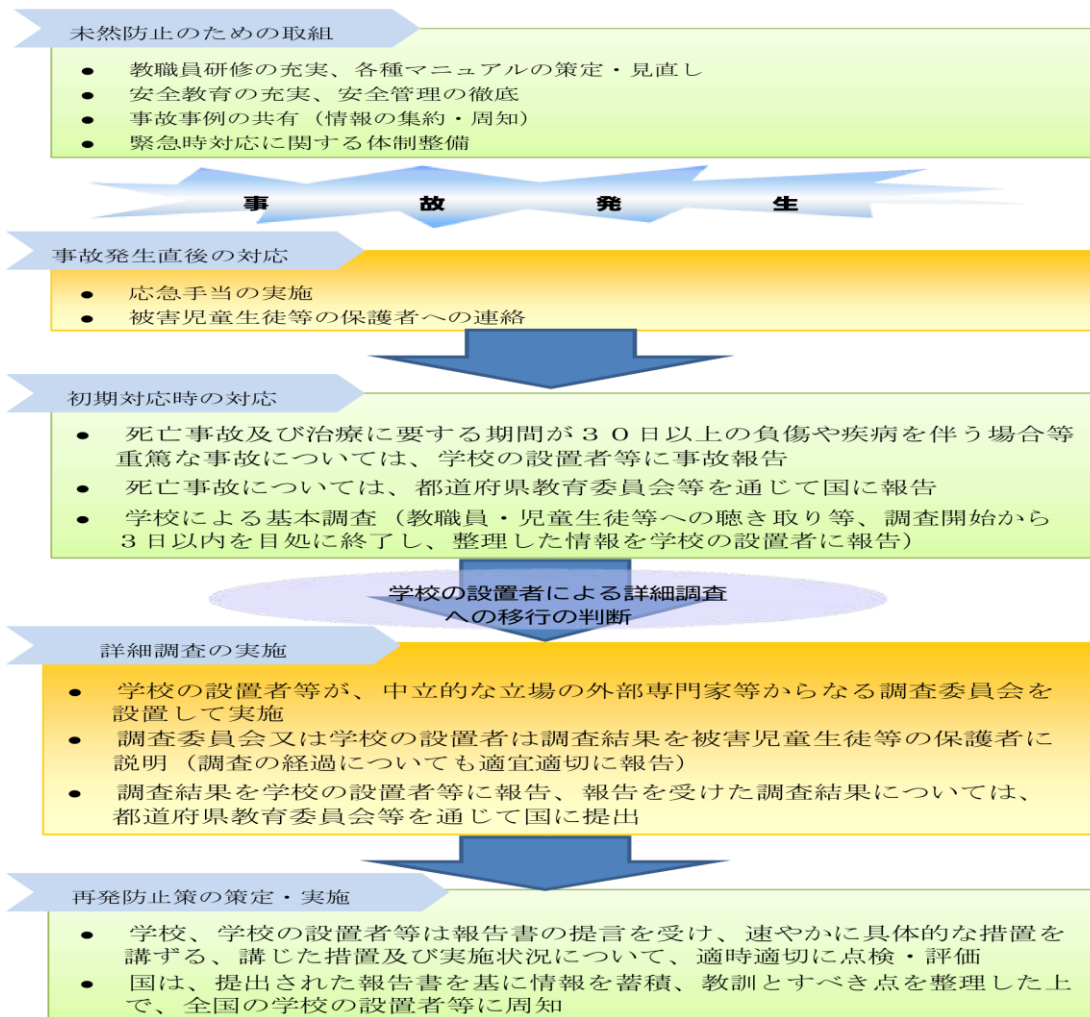 未然防止のための取組
● 教職員研修の充実、各種マニュアルの策定・見直し
● 安全教育の充実、安全管理の徹底
● 事故事例の共有（情報の集約・周知）
● 緊急時対応に関する体制整備
事 故 発 生
事故発生直後の対応
● 応急手当の実施
● 被害児童生徒等の保護者への連絡
初期対応時の対応
● 死亡事故及び治療に要する期間が３０日以上の負傷や疾病を伴う場合等
重篤な事故については、学校の設置者等に事故報告
● 死亡事故については、都道府県教育委員会等を通じて国に報告
● 学校による基本調査（教職員・児童生徒等への聴き取り等、調査開始から
３日以内を目処に終了し、整理した情報を学校の設置者に報告）
学校の設置者による詳細調査
への移行の判断
詳細調査の実施
● 学校の設置者等が、中立的な立場の外部専門家等からなる調査委員会を
設置して実施
● 調査委員会又は学校の設置者は調査結果を被害児童生徒等の保護者に
説明（調査の経過についても適宜適切に報告）
● 調査結果を学校の設置者等に報告、報告を受けた調査結果については、
都道府県教育委員会等を通じて国に提出
再発防止策の策定・実施
● 学校、学校の設置者等は報告書の提言を受け、速やかに具体的な措置を
講ずる、講じた措置及び実施状況について、適時適切に点検・評価
● 国は、提出された報告書を基に情報を蓄積、教訓とすべき点を整理した上
で、全国の学校の設置者等に周知